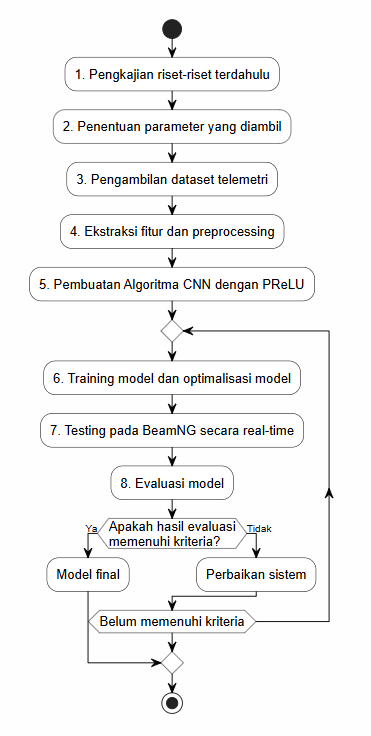 1. Pengkajian riset-riset terdahulu
2. Penentuan parameter yang diambil
3. Pengambilan dataset telemetri
4. Ekstraksi fitur dan preprocessing
5. Pembuatan Algoritma CNN dengan PReLU
6. Training model dan optimalisasi model
7. Testing pada BeamNG secara real-time
8. Evaluasi model
Ya
Apakah hasil evaluasi
memenuhi kriteria?
Tidak
Model final
Perbaikan sistem
Belum memenuhi kriteria